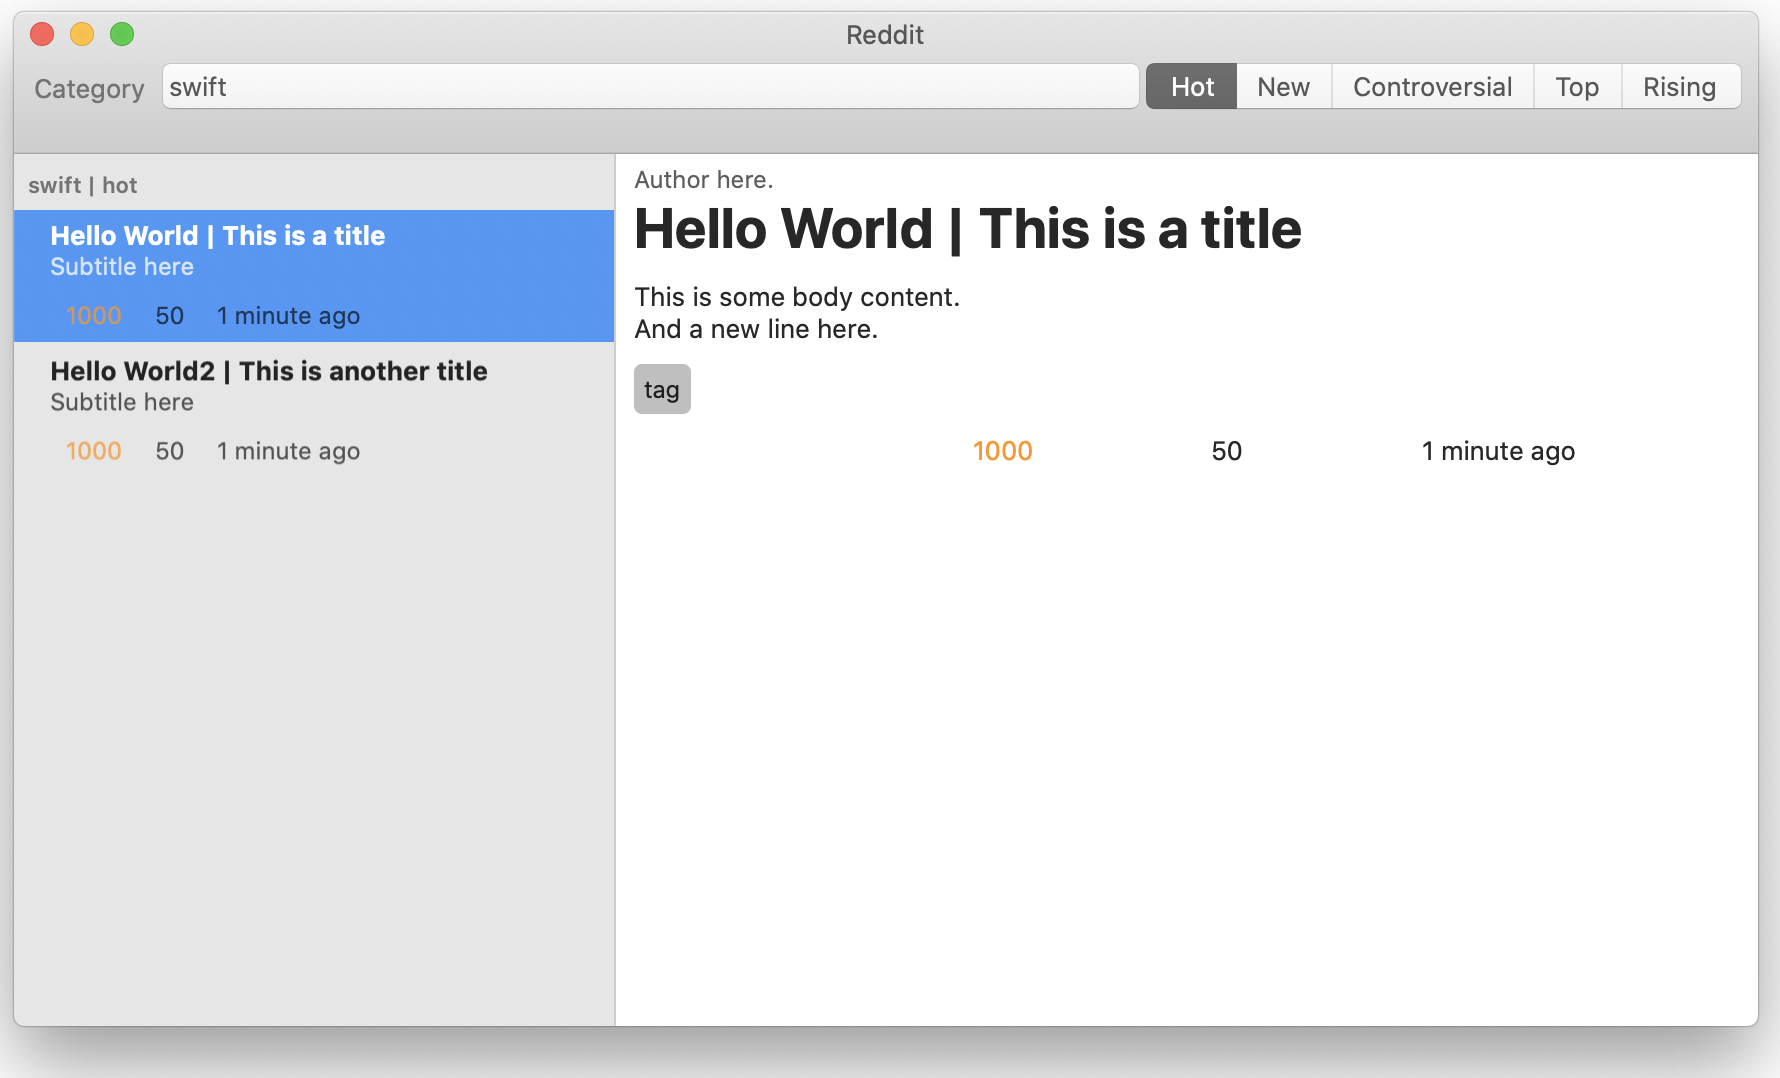 Reddit
Category swift Hot New Controversial Top Rising
swift | hot
Hello World | This is a title
Subtitle here
1000 50 1 minute ago
Hello World2 | This is another title
Subtitle here
1000 50 1 minute ago
Author here.
Hello World | This is a title
This is some body content.
And a new line here.
tag
1000 50 1 minute ago